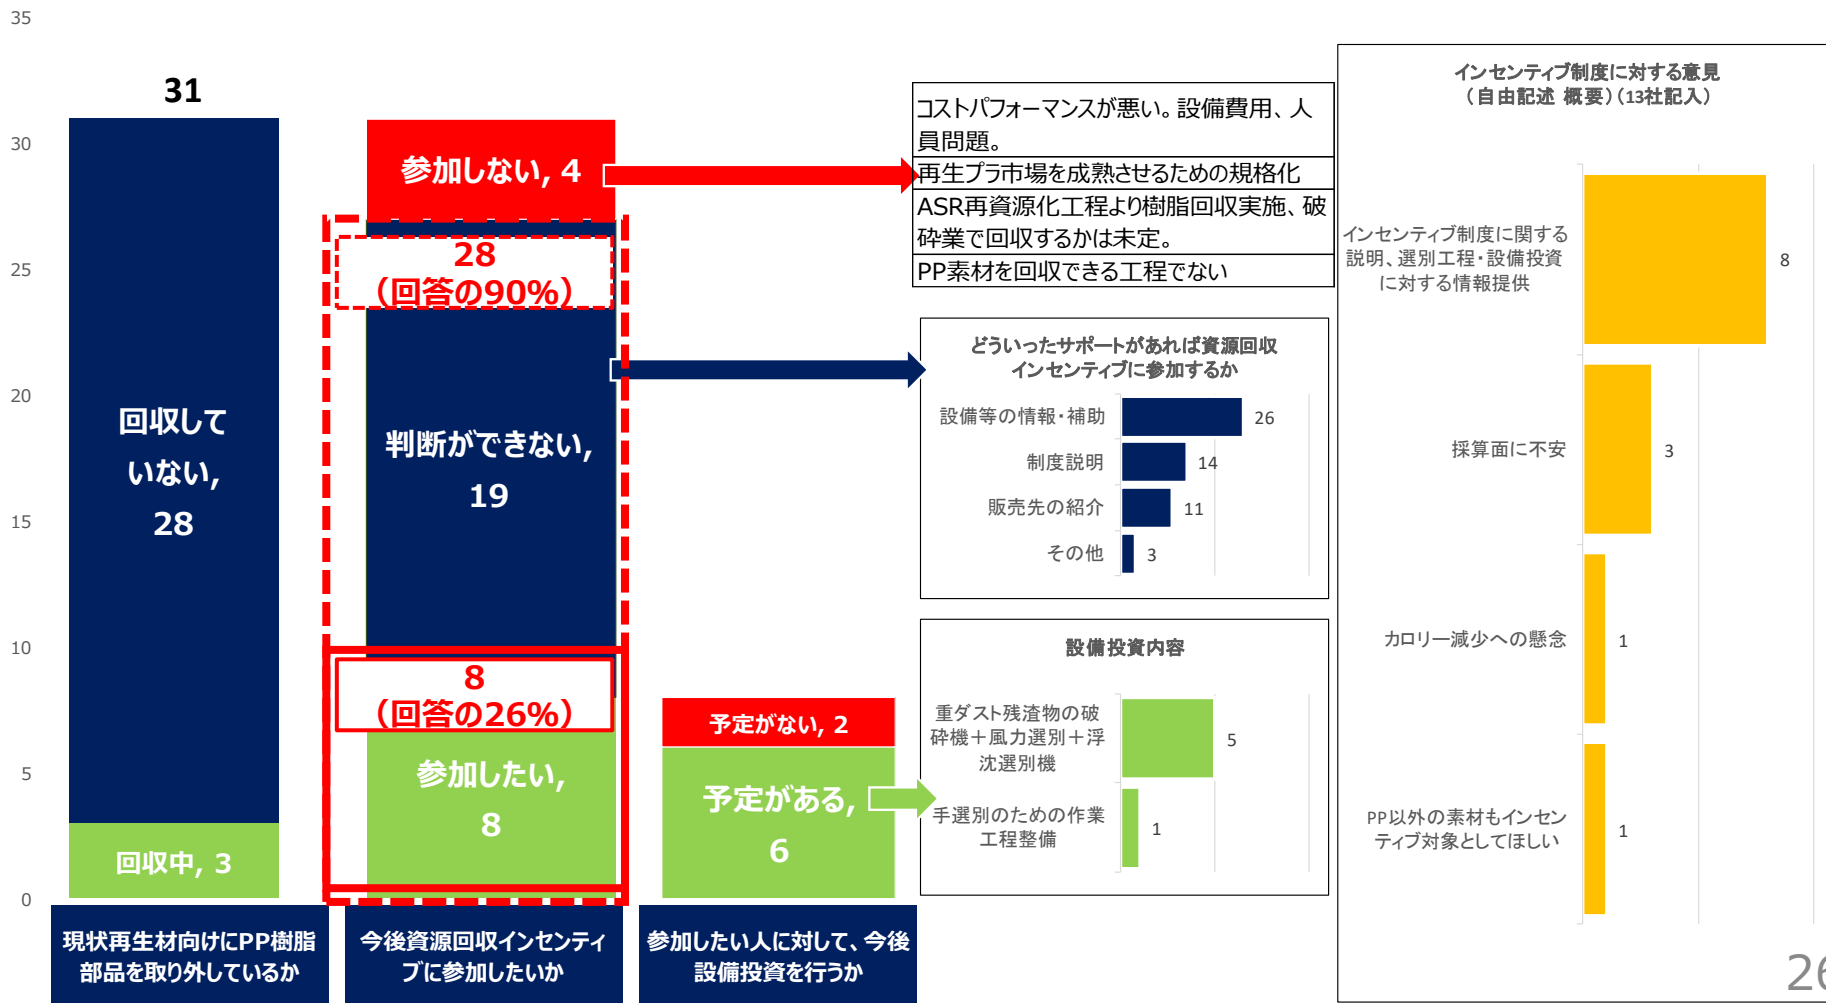 35
30
25
20
15
10
5
0
31
回収して
いない,
28
回収中, 3
現状再生材向けにPP樹脂
部品を取り外しているか
参加しない, 4
28
（回答の90%）
判断ができない,
19
8
（回答の26%）
参加したい,
8
今後資源回収インセンティ
ブに参加したいか
予定がない, 2
予定がある,
6
参加したい人に対して、今後
設備投資を行うか
コストパフォーマンスが悪い。設備費用、人
員問題。
再生プラ市場を成熟させるための規格化
ASR再資源化工程より樹脂回収実施、破
砕業で回収するかは未定。
PP素材を回収できる工程でない
どういったサポートがあれば資源回収
インセンティブに参加するか
設備等の情報・補助
26
制度説明
14
販売先の紹介
11
その他
3
設備投資内容
重ダスト残渣物の破
砕機＋風力選別＋浮
沈選別機
5
手選別のための作業
工程整備
1
インセンティブ制度に対する意見
（自由記述 概要）（13社記入）
インセンティブ制度に関する
説明、選別工程・設備投資
に対する情報提供
8
採算面に不安
3
カロリー減少への懸念
1
PP以外の素材もインセン
ティブ対象としてほしい
1
26